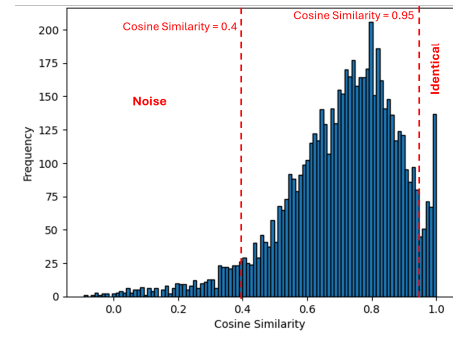 Cosine Similarity = 0.95
Cosine Similarity = 0.4
Identical
Noise
Frequency
200
175
150
125
100
75
50
25
0
0.0 0.2 0.4 0.6 0.8 1.0
Cosine Similarity